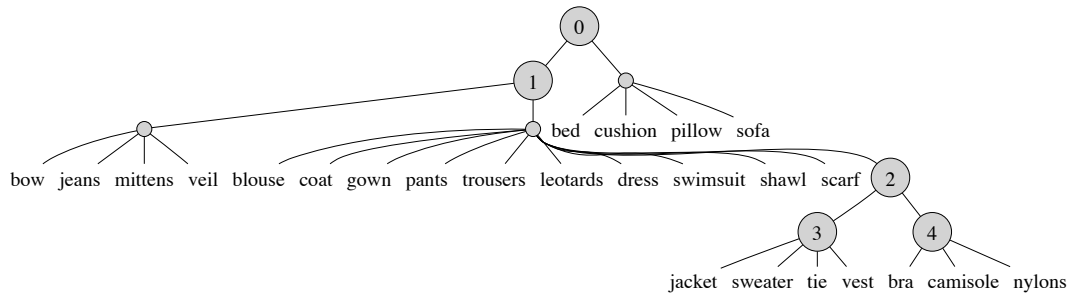 0
1
bed cushion pillow sofa
bow jeans mittens veil blouse coat gown pants trousers leotards dress swimsuit shawl scarf 2
3 4
jacket sweater tie vest bra camisole nylons